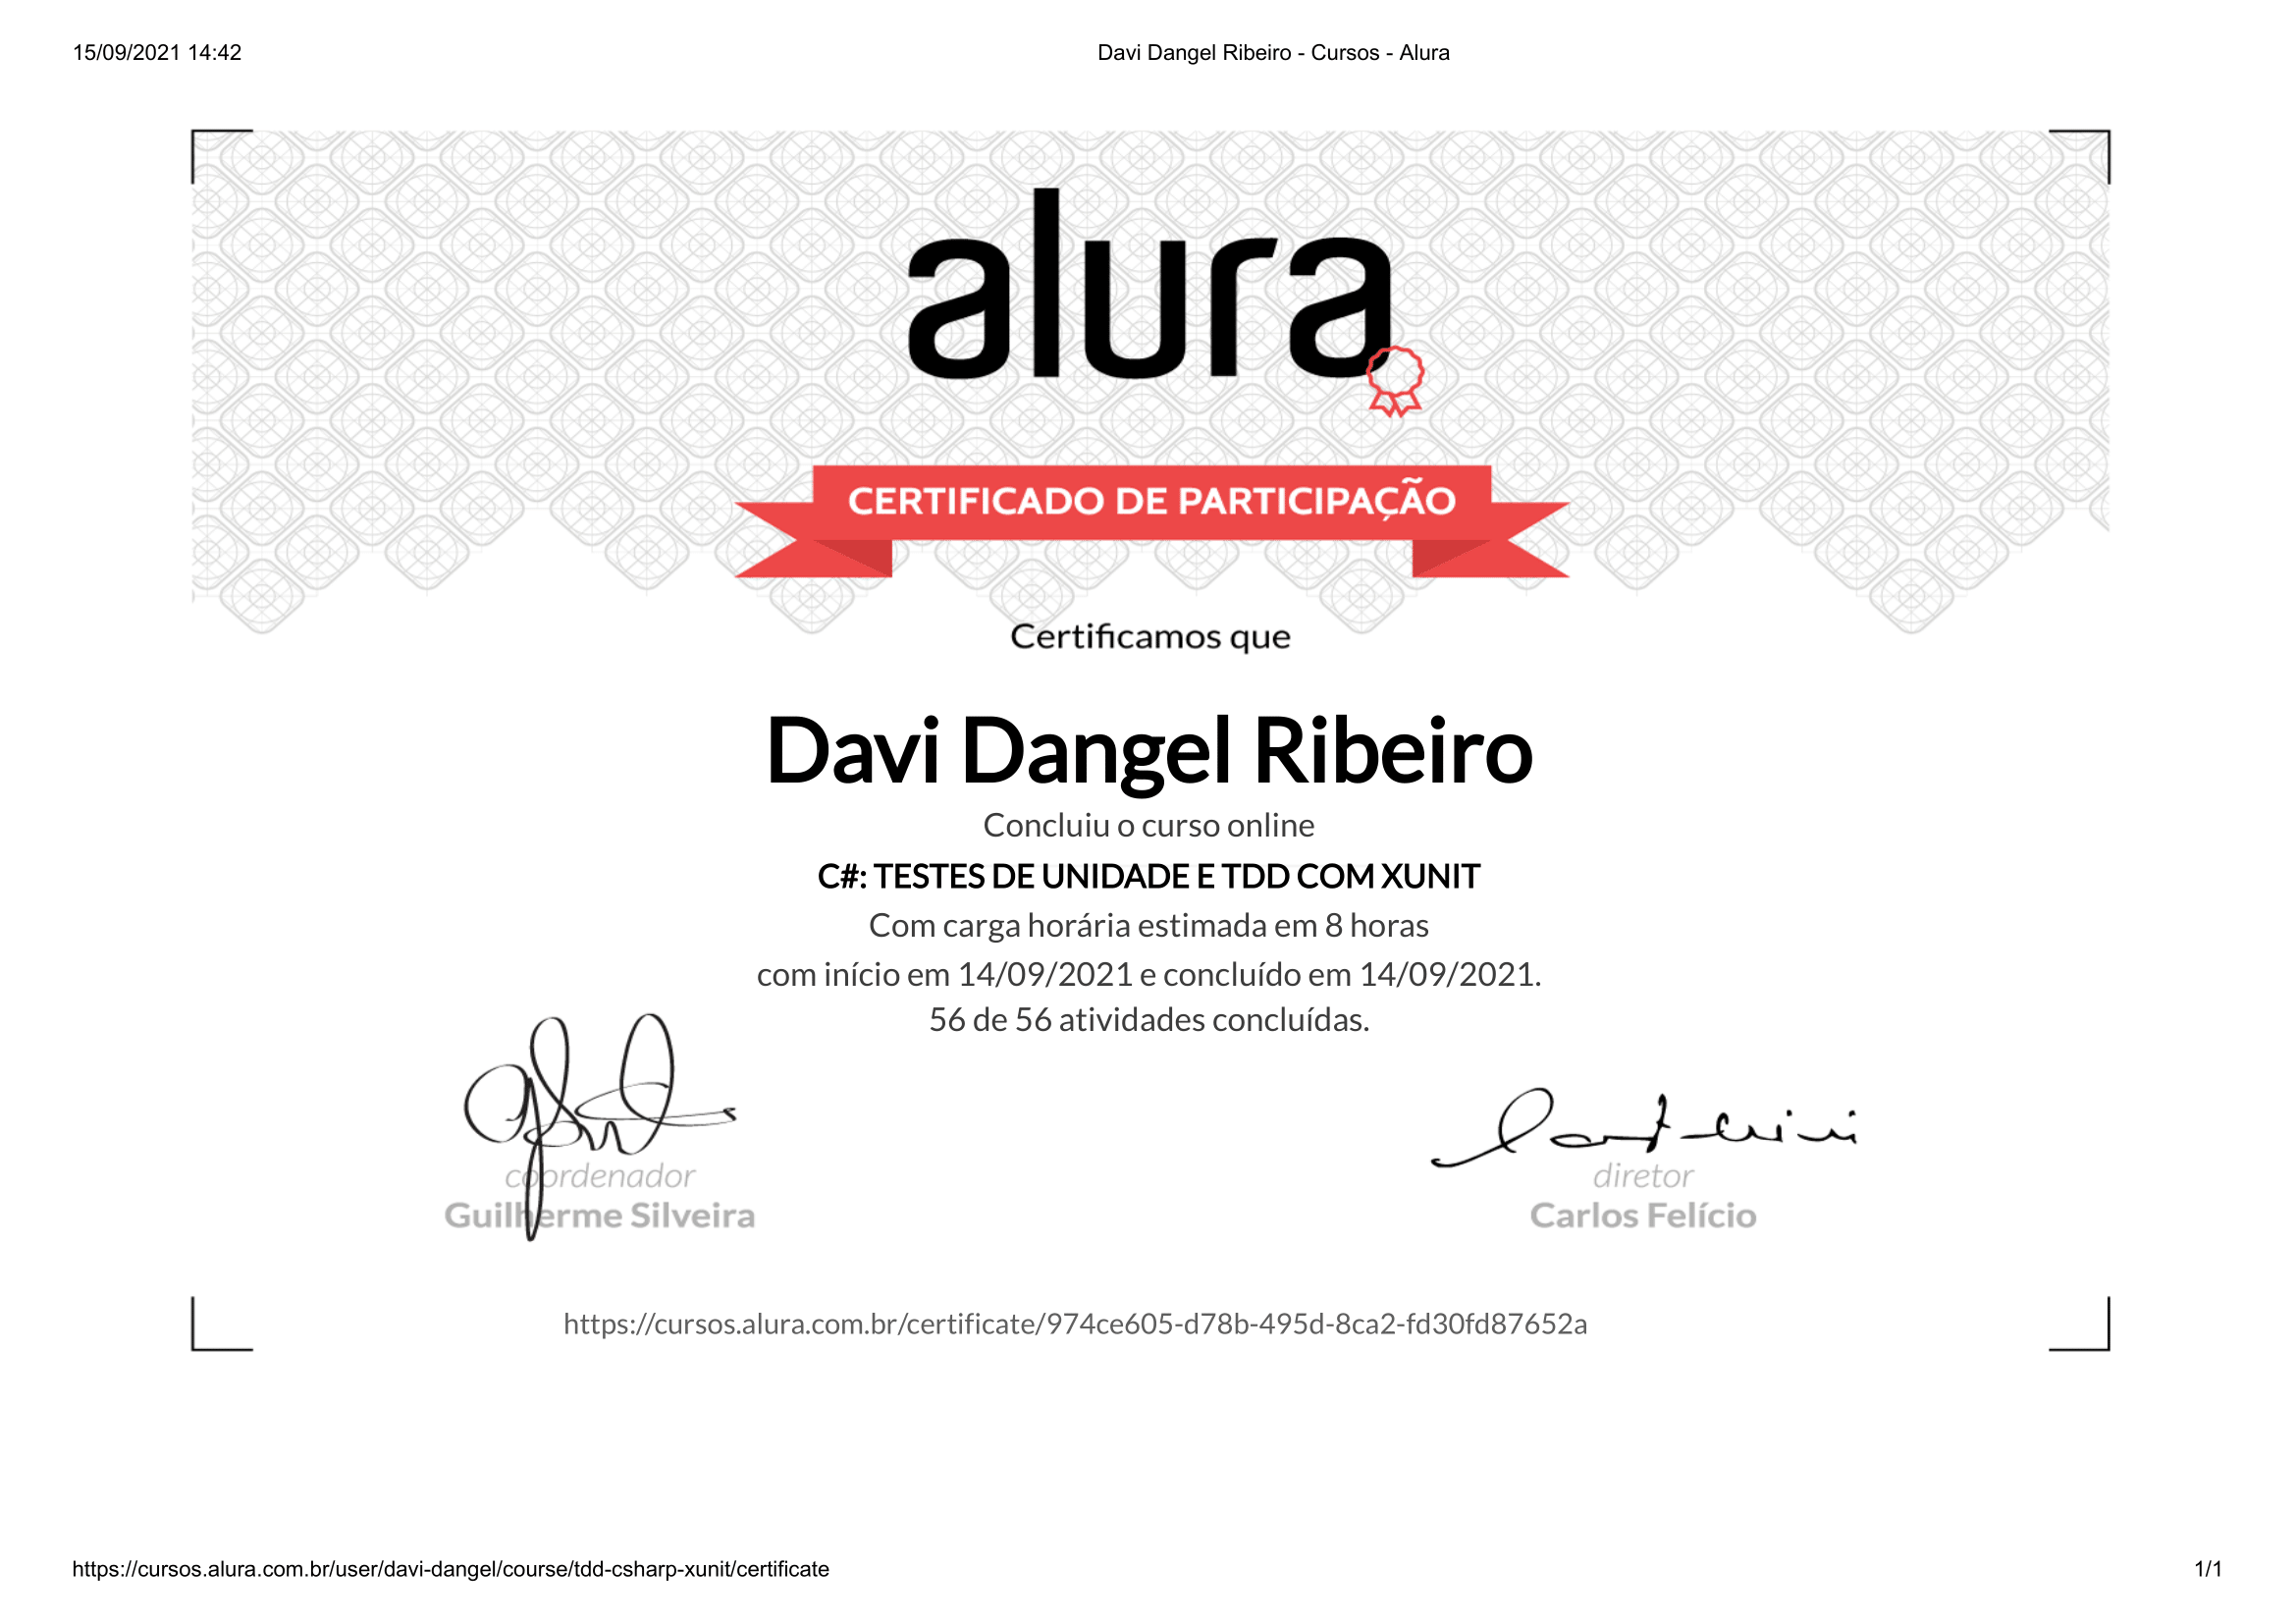 15/09/2021 14:42
Davi Dangel Ribeiro - Cursos - Alura
alura
CERTIFICADO DE PARTICIPAÇÃO
Certificamos que
Davi Dangel Ribeiro
Concluiu o curso online
C#: TESTES DE UNIDADE E TDD COM XUNIT
Com carga horária estimada em 8 horas
com início em 14/09/2021 e concluído em 14/09/2021.
56 de 56 atividades concluídas.
coordenador
Guilherme Silveira
diretor
Carlos Felício
https://cursos.alura.com.br/certificate/974ce605-d78b-495d-8ca2-fd30fd87652a
https://cursos.alura.com.br/user/davi-dangel/course/tdd-csharp-xunit/certificate
1/1